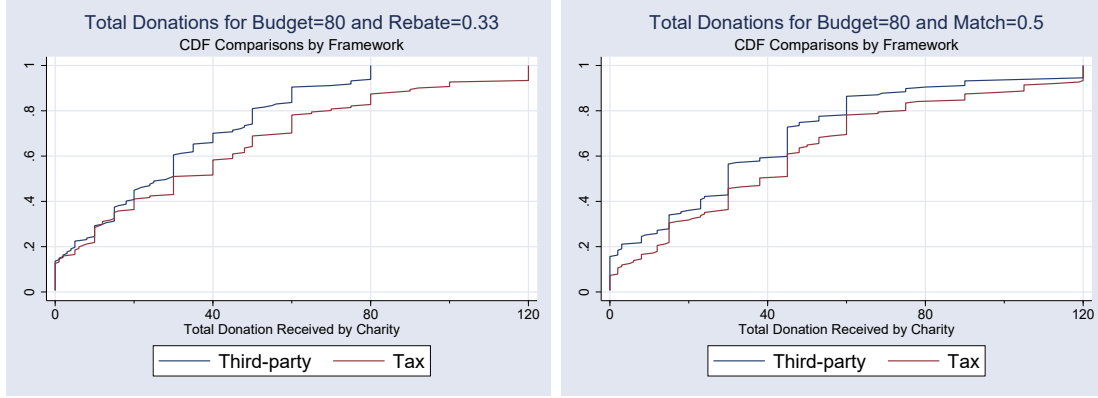 Total Donations for Budget=80 and Rebate=0.33
CDF Comparisons by Framework
1
.8
.6
.4
.2
0
0 40 80 120
Total Donation Received by Charity
Third-party Tax
Total Donations for Budget=80 and Match=0.5
CDF Comparisons by Framework
1
.8
.6
.4
.2
0
0 40 80 120
Total Donation Received by Charity
Third-party Tax